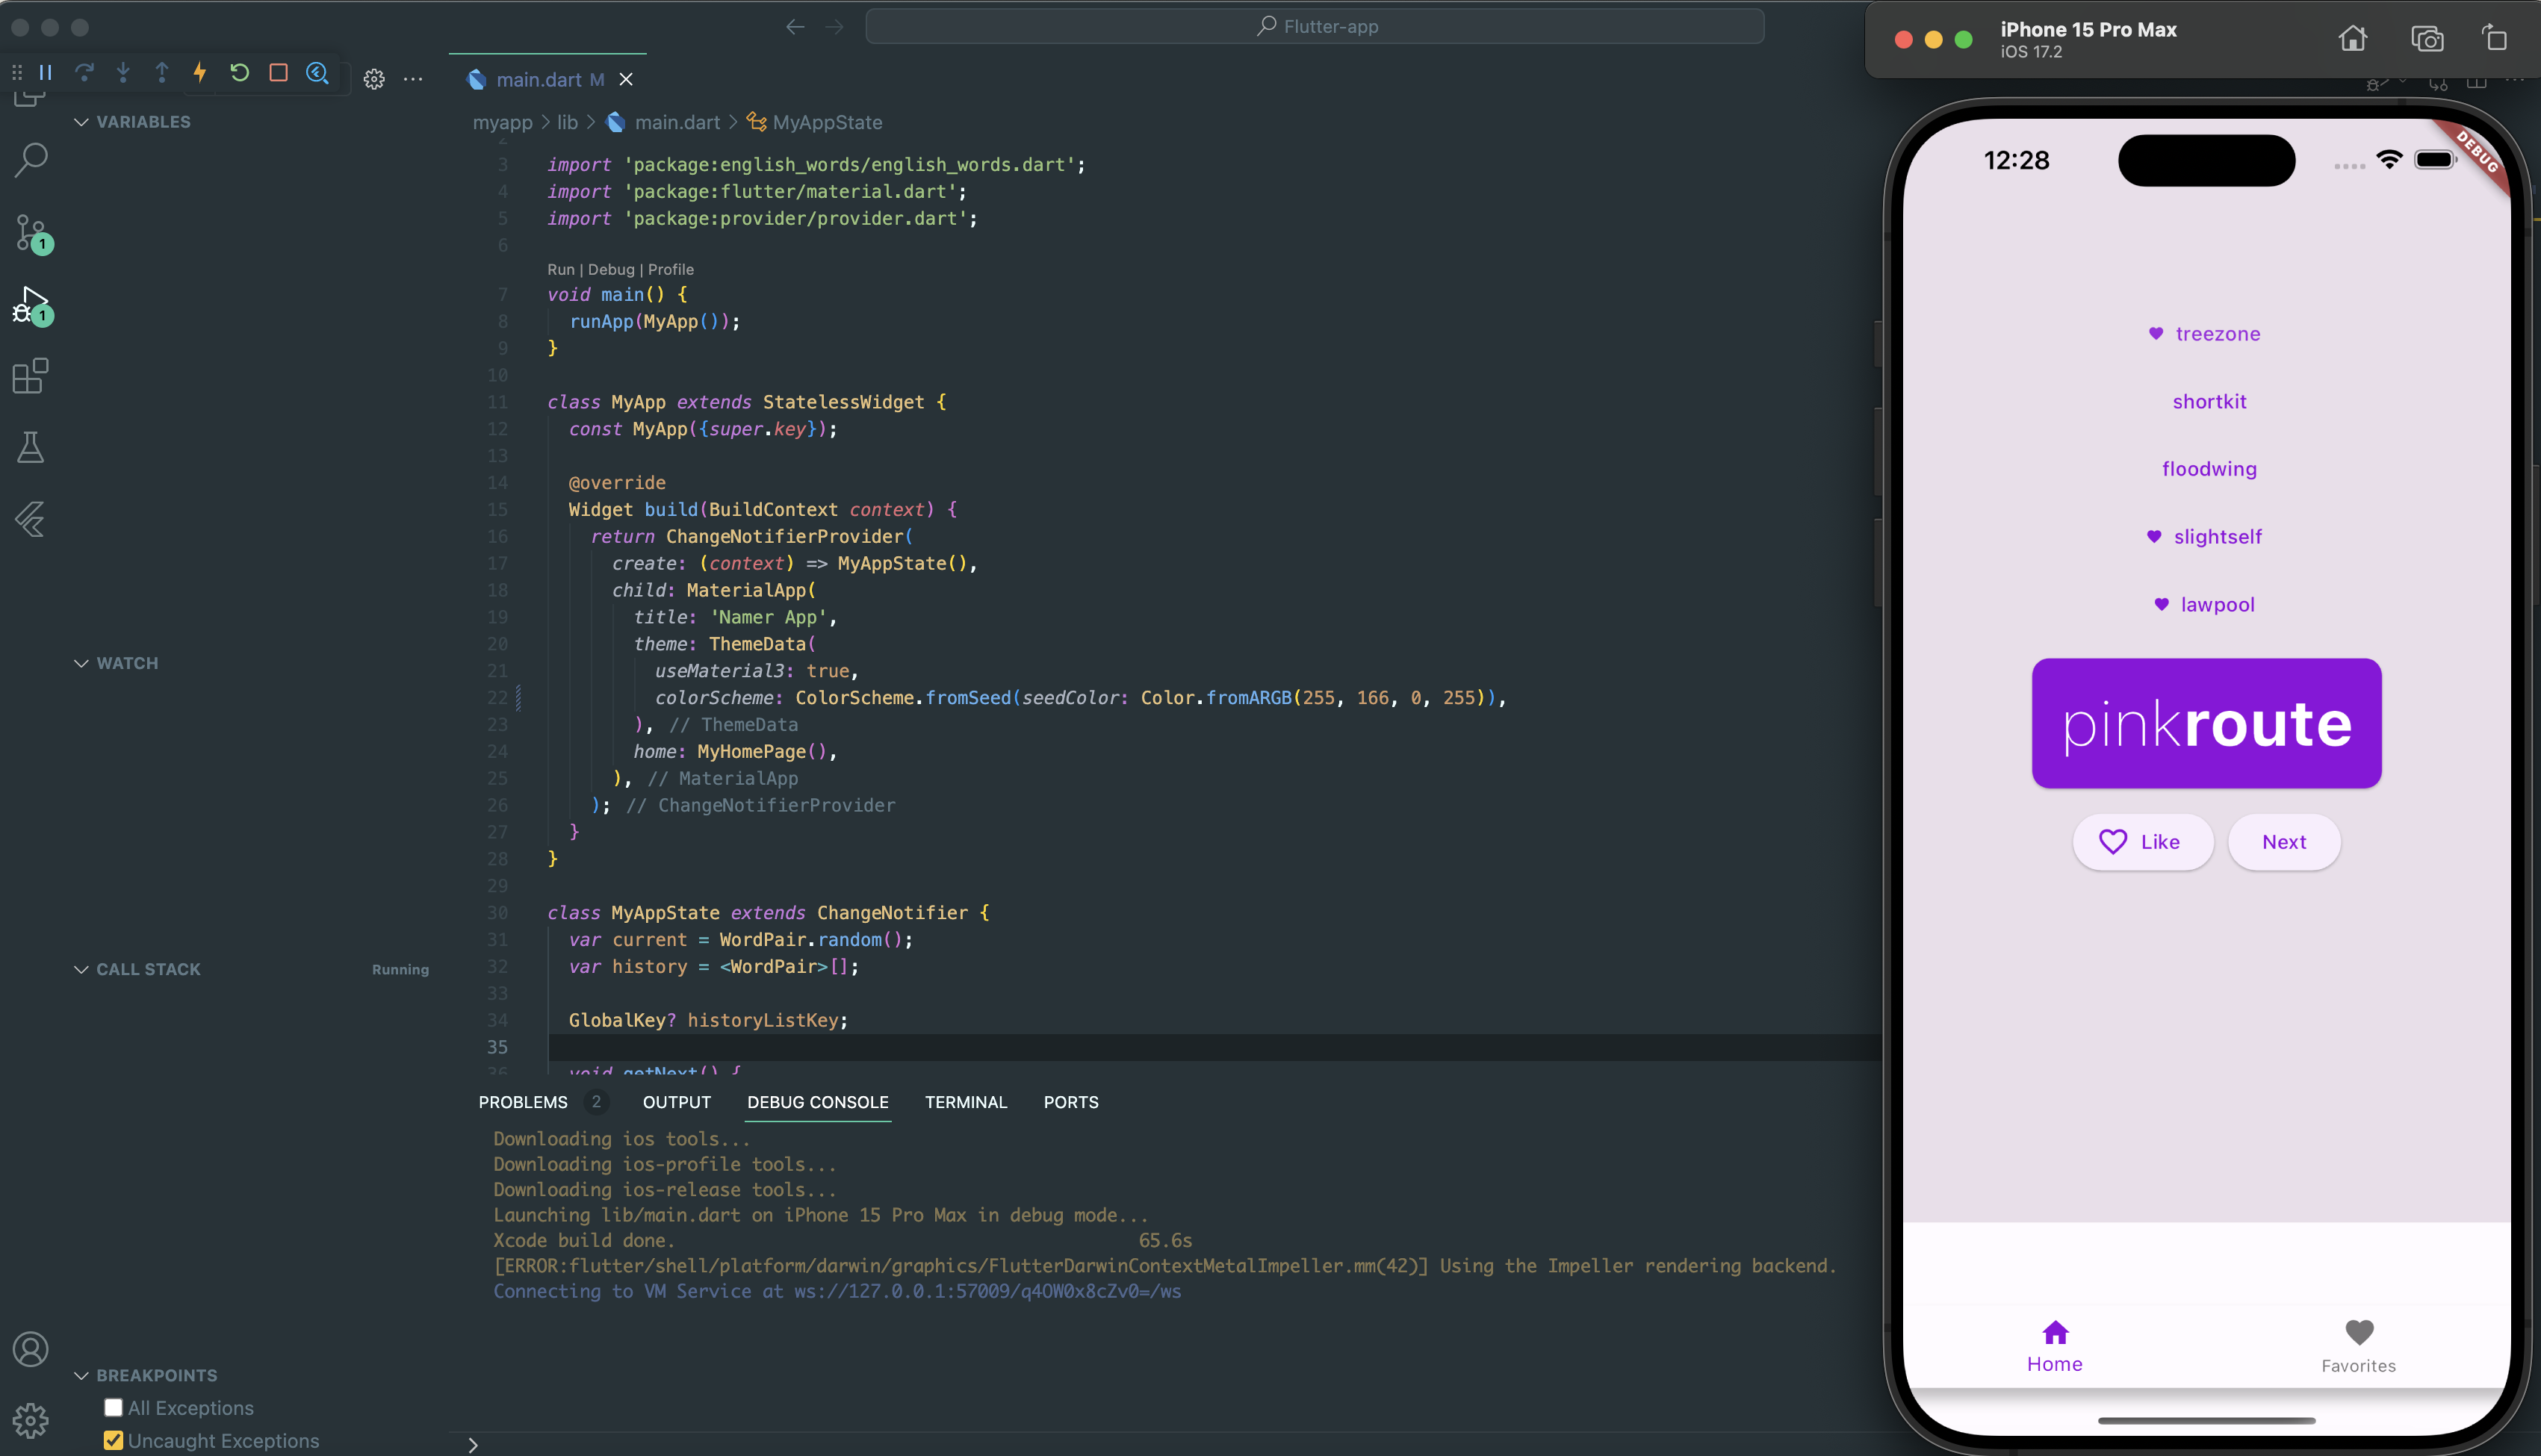 Flutter-app
main.dart M
myapp > lib > main.dart > MyAppState
VARIABLES
WATCH
CALL STACK Running
BREAKPOINTS
All Exceptions
Uncaught Exceptions
1
1
2
3 import 'package:english_words/english_words.dart';
4 import 'package:flutter/material.dart';
5 import 'package:provider/provider.dart';
6
Run | Debug | Profile
7 void main() {
8 runApp(MyApp());
9 }
10
11 class MyApp extends StatelessWidget {
12 const MyApp({super.key});
13
14 @override
15 Widget build(BuildContext context) {
16 return ChangeNotifierProvider(
17 create: (context) => MyAppState(),
18 child: MaterialApp(
19 title: 'Namer App',
20 theme: ThemeData(
21 useMaterial3: true,
22 colorScheme: ColorScheme.fromSeed(seedColor: Color.fromARGB(255, 166, 0, 255)),
23 ), // ThemeData
24 home: MyHomePage(),
25 ), // MaterialApp
26 ); // ChangeNotifierProvider
27 }
28 }
29
30 class MyAppState extends ChangeNotifier {
31 var current = WordPair.random();
32 var history = <WordPair>[];
33
34 GlobalKey? historyListKey;
35
36 void getNext() {
PROBLEMS 2 OUTPUT DEBUG CONSOLE TERMINAL PORTS
Downloading ios tools...
Downloading ios-profile tools...
Downloading ios-release tools...
Launching lib/main.dart on iPhone 15 Pro Max in debug mode...
Xcode build done. 65.6s
[ERROR:flutter/shell/platform/darwin/graphics/FlutterDarwinContextMetalImpeller.mm(42)] Using the Impeller rendering backend.
Connecting to VM Service at ws://127.0.0.1:57009/q4OW0x8cZv0=/ws
iPhone 15 Pro Max
iOS 17.2
12:28
DEBUG
treezone
shortkit
floodwing
slightself
lawpool
pinkroute
Like Next
Home Favorites